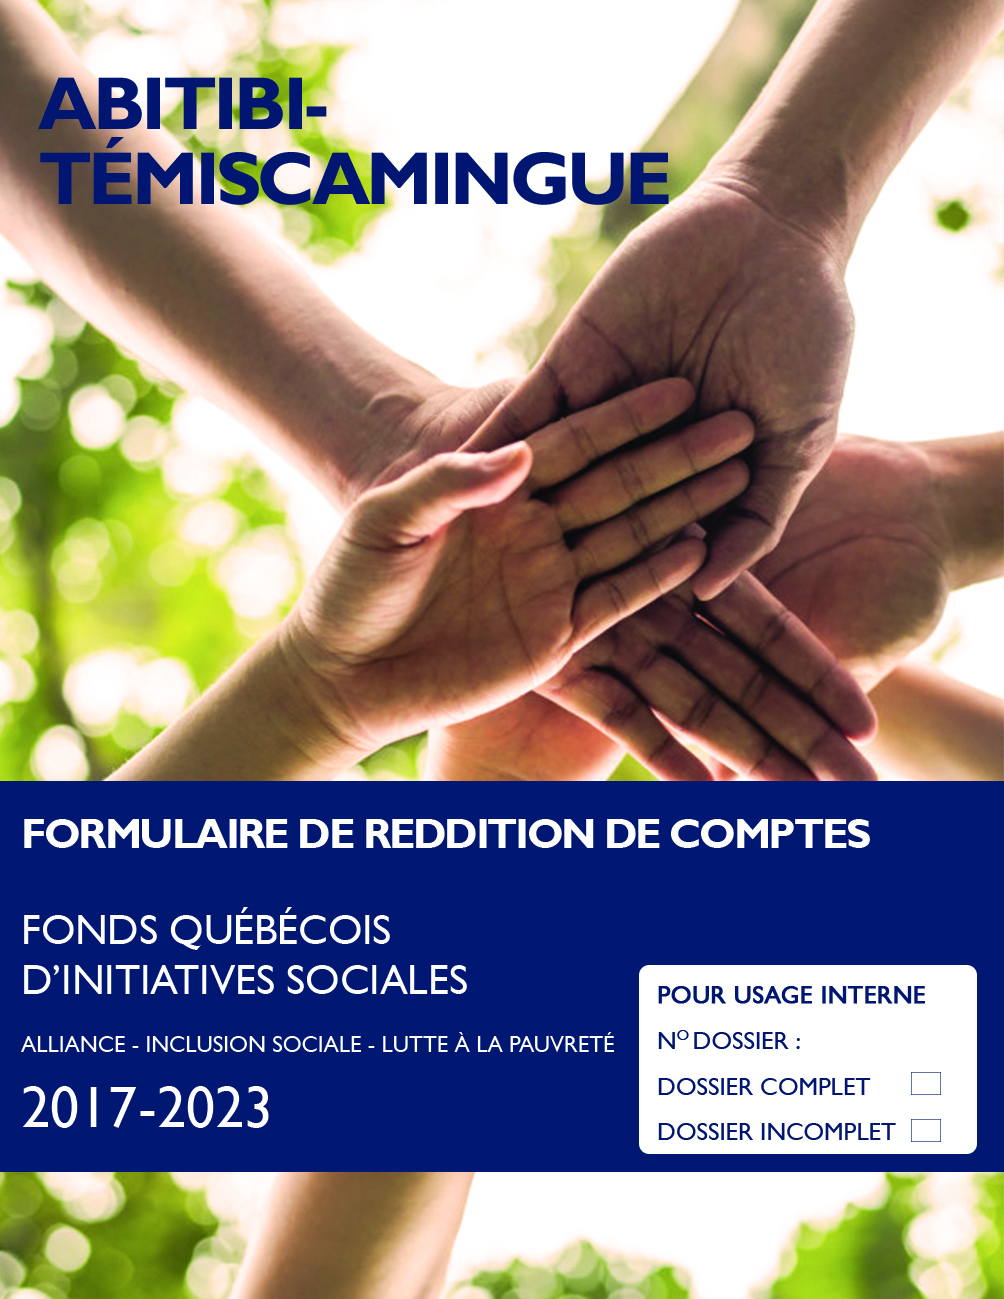 ABITIBI-
TÉMISCAMINGUE
FORMULAIRE DE REDDITION DE COMPTES
FONDS QUÉBÉCOIS
D'INITIATIVES SOCIALES
ALLIANCE - INCLUSION SOCIALE - LUTTE À LA PAUVRETÉ
2017-2023
POUR USAGE INTERNE
Nº DOSSIER :
DOSSIER COMPLET
DOSSIER INCOMPLET